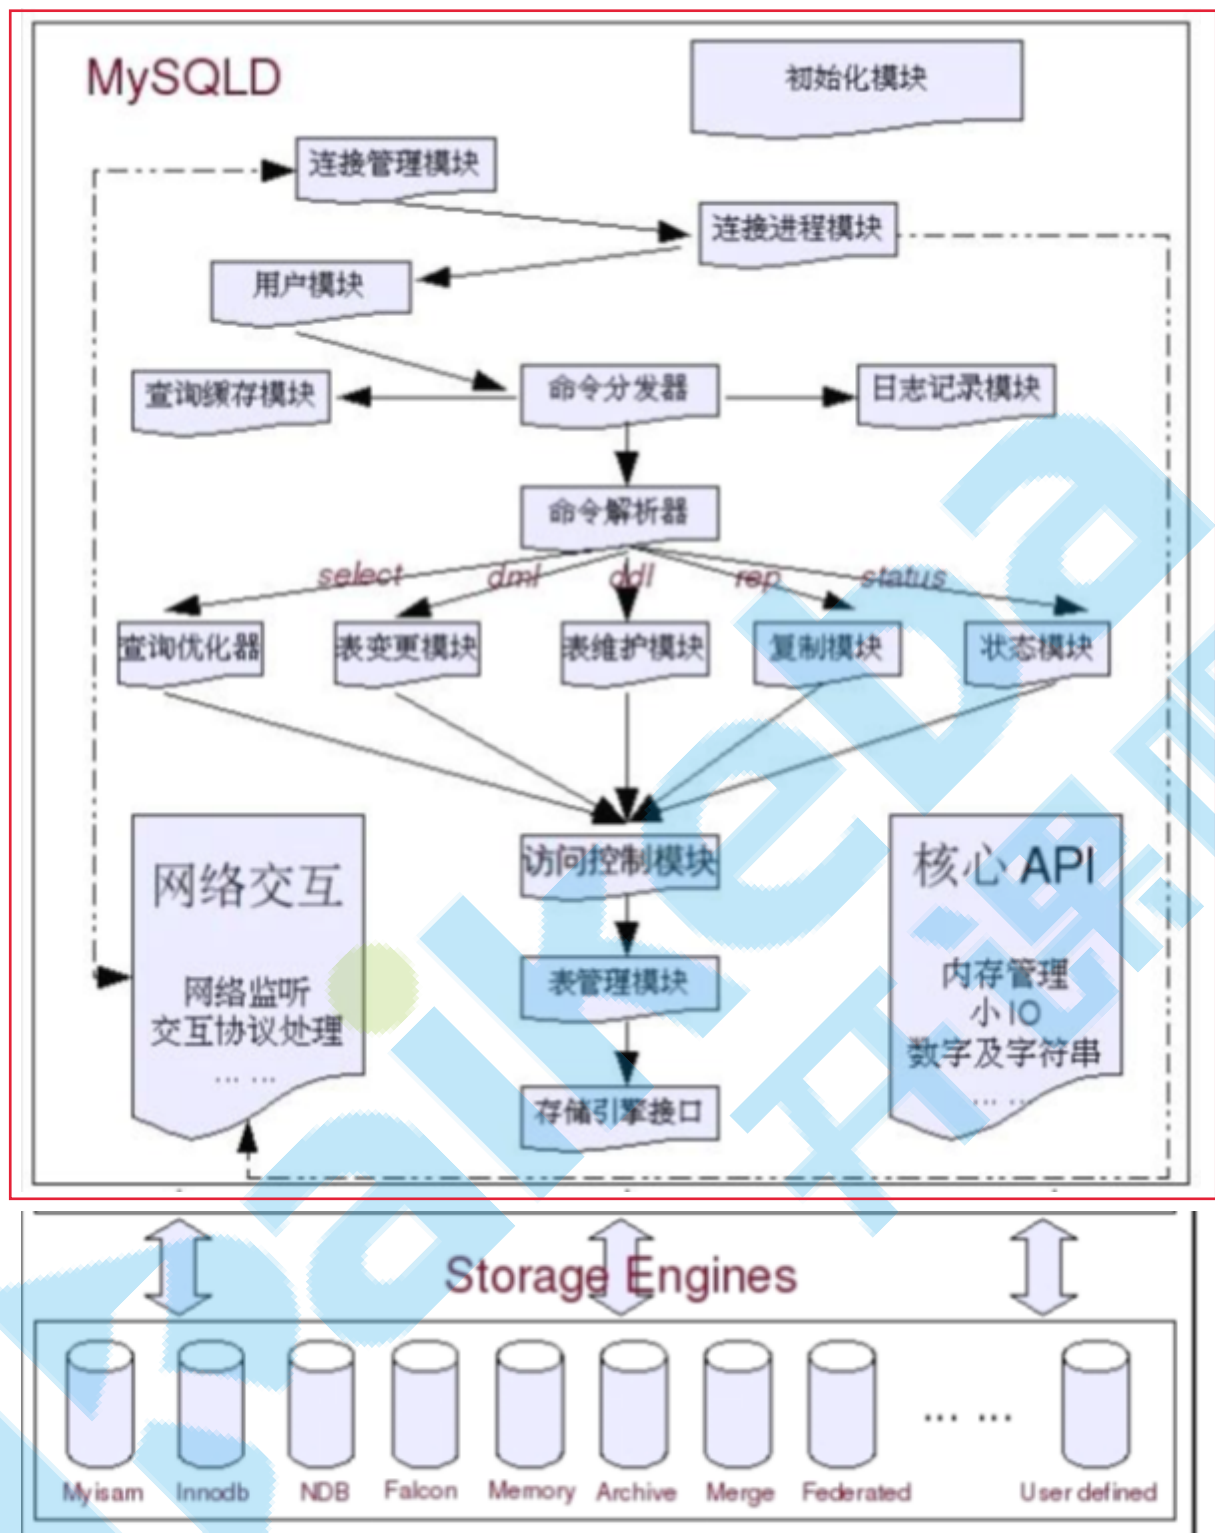 MySQLD
初始化模块
连接管理模块
连接进程模块
用户模块
查询缓存模块
命令分发器
日志记录模块
命令解析器
select
dml
ddl
rep
status
查询优化器
表变更模块
表维护模块
复制模块
状态模块
网络交互
网络监听
交互协议处理
... ...
访问控制模块
表管理模块
存储引擎接口
核心 API
内存管理
小 IO
数字及字符串
... ...
Storage Engines
Myisam
Innodb
NDB
Falcon
Memory
Archive
Merge
Federated
... ...
User defined
kaikeba
开课吧